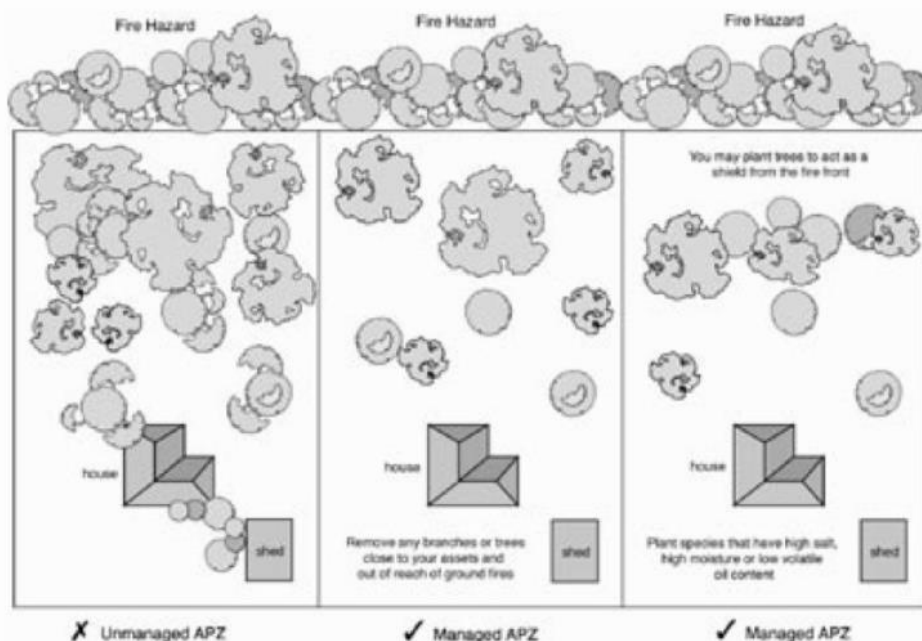 Fire Hazard
Fire Hazard
Fire Hazard
You may plant trees to act as a
shield from the fire front
house
shed
house
Remove any branches or trees
close to your assets and
out of reach of ground fires
shed
house
Plant species that have high salt,
high moisture or low volatile
oil content
shed
✗ Unmanaged APZ
✓ Managed APZ
✓ Managed APZ